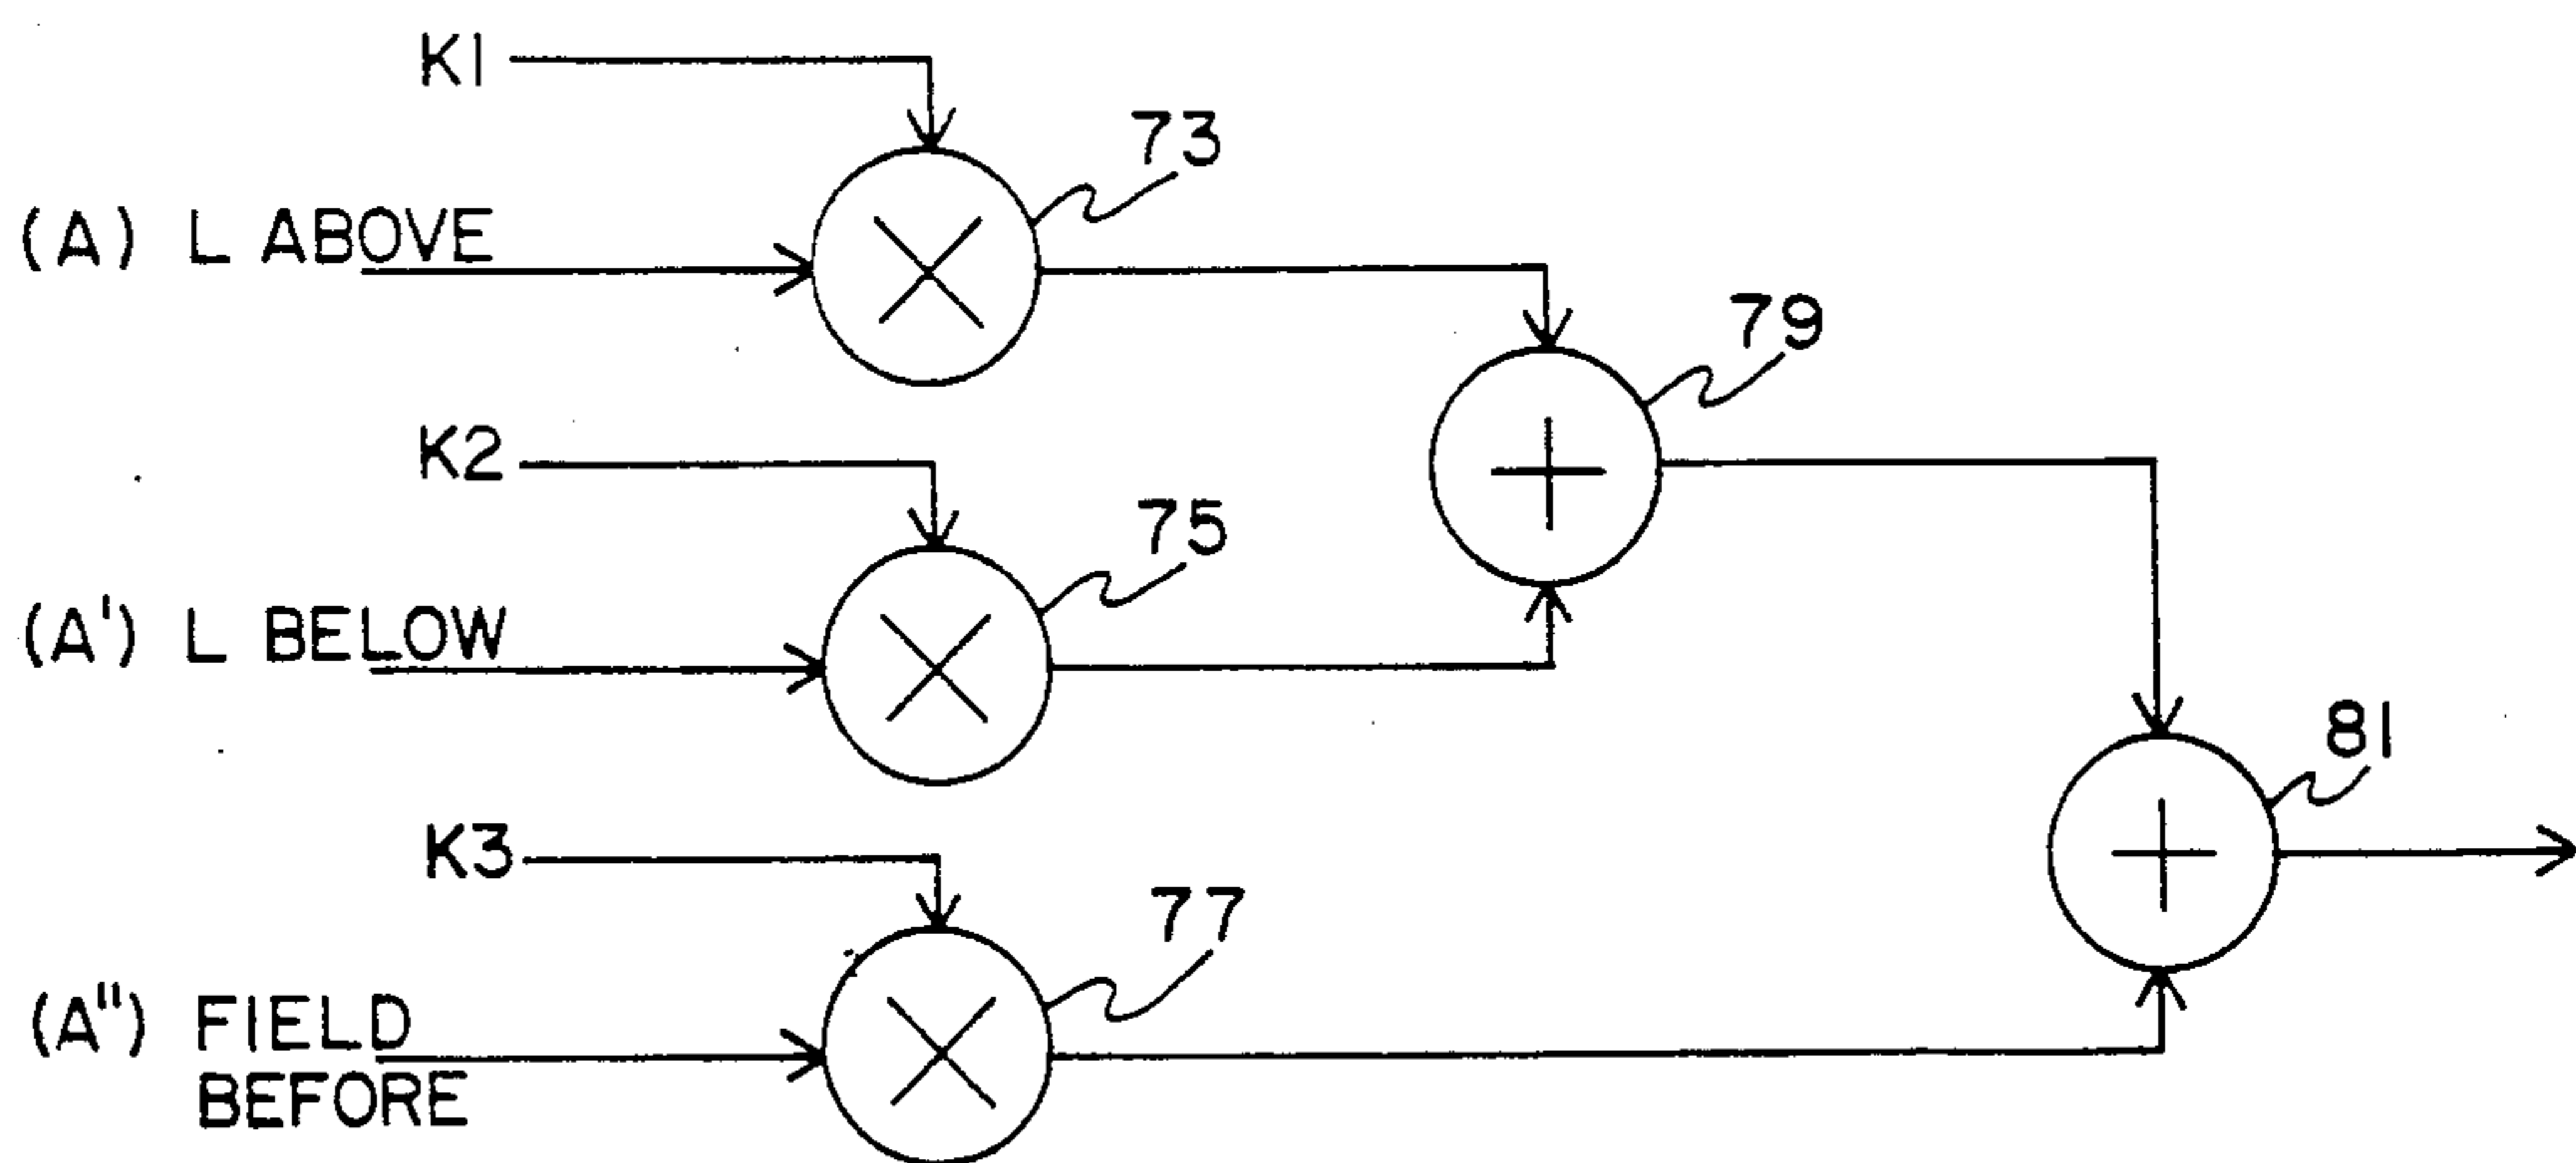 K1
73
(A) L ABOVE
79
K2
75
(A') L BELOW
81
K3
77
(A") FIELD
BEFORE